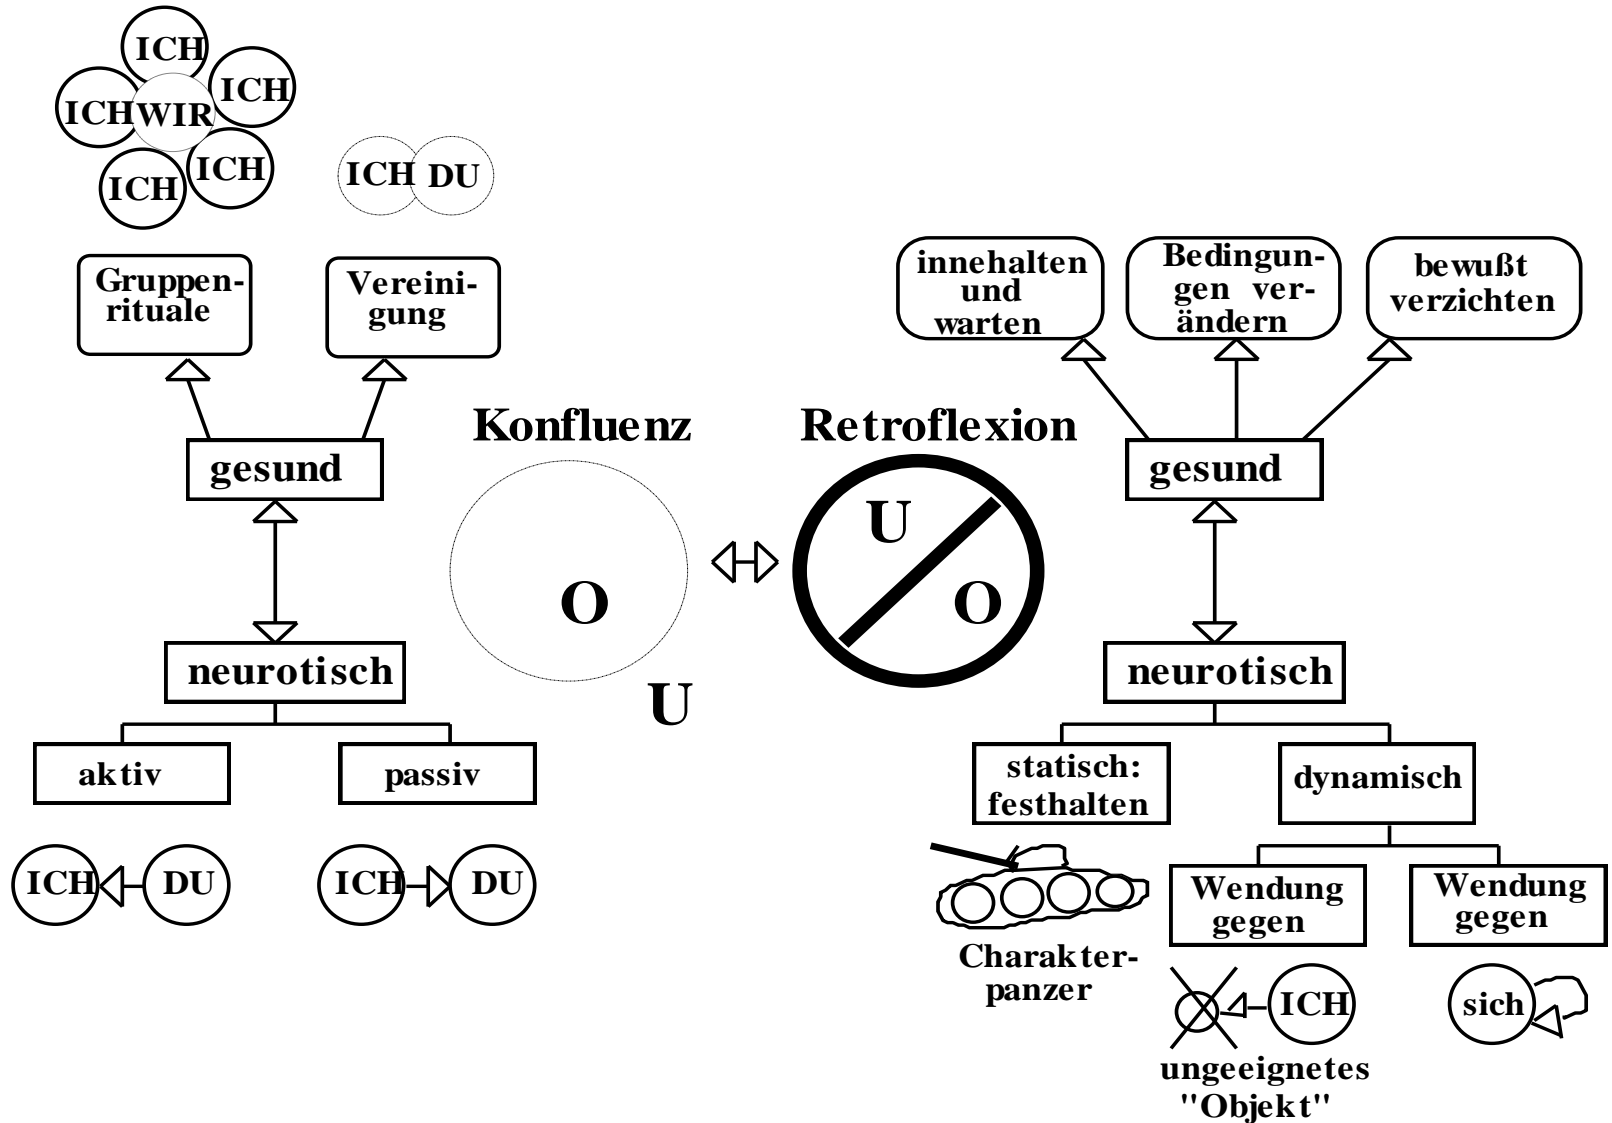 ICH
ICH
ICH
WIR
ICH
ICH
ICH
DU
Gruppen-
rituale
Vereini-
gung
gesund
neurotisch
aktiv
passiv
ICH
DU
ICH
DU
Konfluenz
O
U
Retroflexion
U
O
innehalten
und
warten
Bedingun-
gen ver-
ändern
bewußt
verzichten
gesund
neurotisch
statisch:
festhalten
dynamisch
Charakter-
panzer
Wendung
gegen
Wendung
gegen
ICH
sich
ungeeignetes
"Objekt"